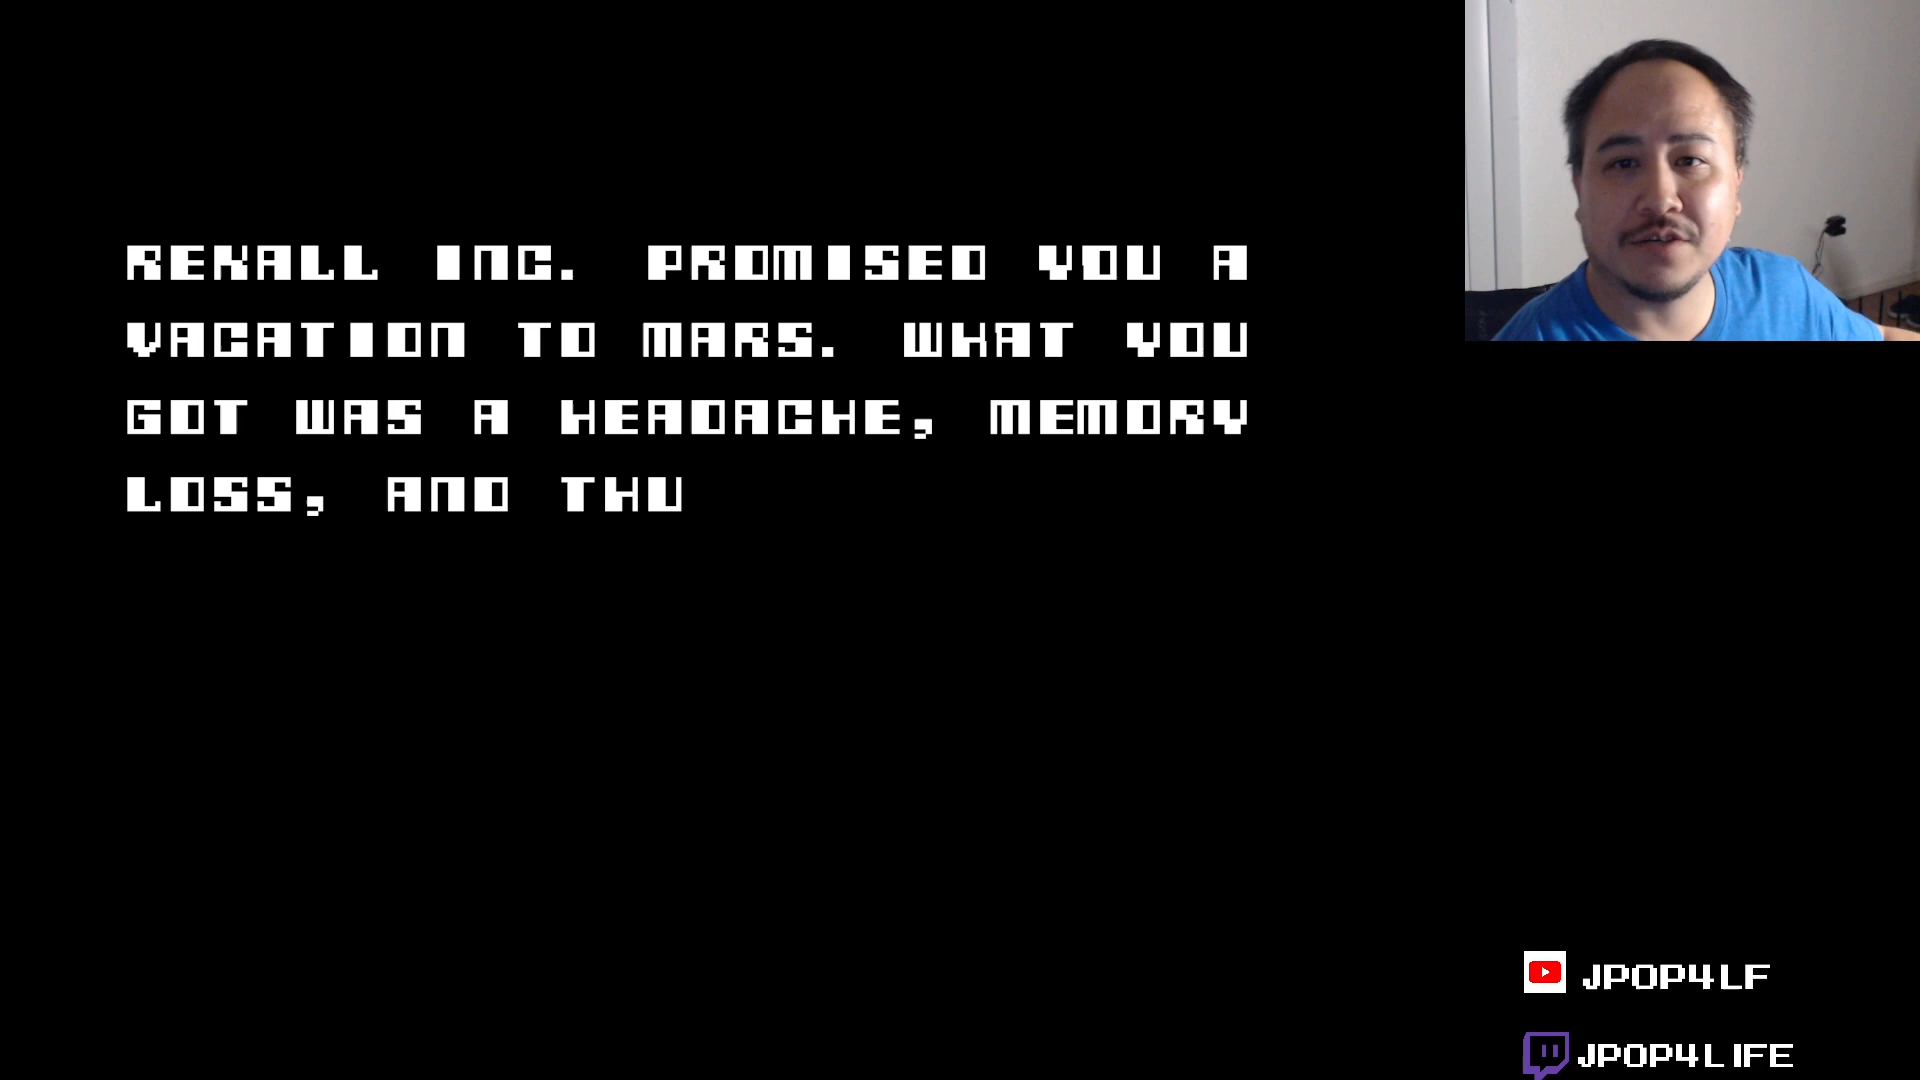 REKALL INC. PROMISED YOU A
VACATION TO MARS. WHAT YOU
GOT WAS A HEADACHE, MEMORY
LOSS, AND THU
JPOP4LF
JPOP4LIFE